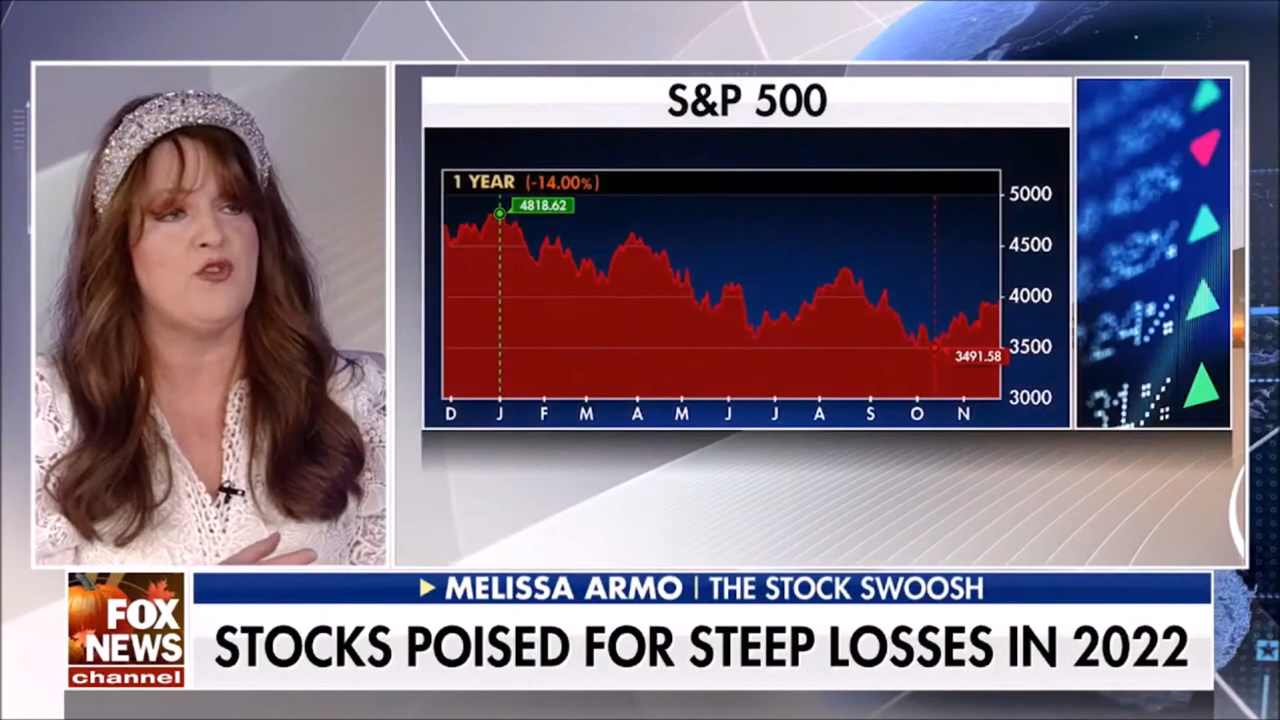 S&P 500
1 YEAR (-14.00%)
4818.62
5000
4500
4000
3500
3000
3491.58
D J F M A M J J A S O N
31%
FOX
NEWS
channel
MELISSA ARMO | THE STOCK SWOOSH
STOCKS POISED FOR STEEP LOSSES IN 2022